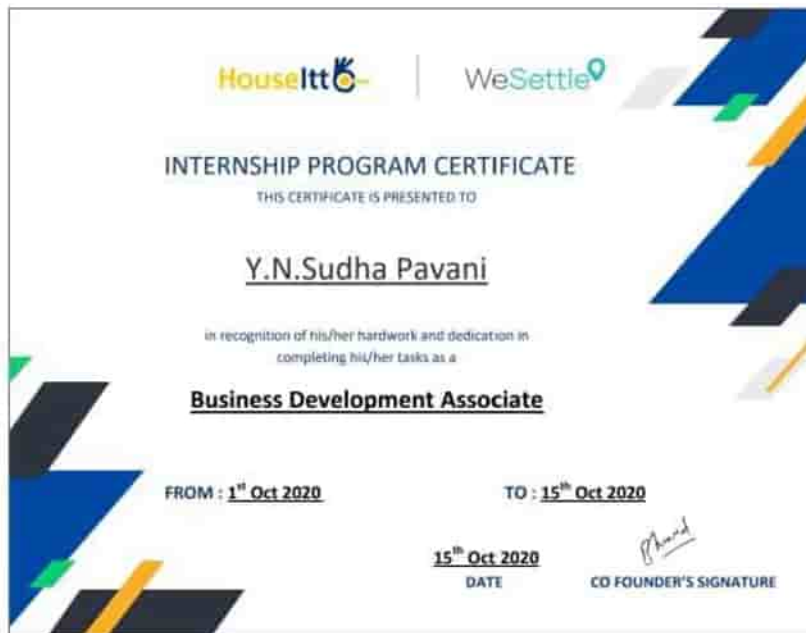 HouseItt
WeSettle
INTERNSHIP PROGRAM CERTIFICATE
THIS CERTIFICATE IS PRESENTED TO
Y.N.Sudha Pavani
in recognition of his/her hardwork and dedication in
completing his/her tasks as a
Business Development Associate
FROM : 1st Oct 2020 TO : 15th Oct 2020
15th Oct 2020
DATE CO FOUNDER'S SIGNATURE